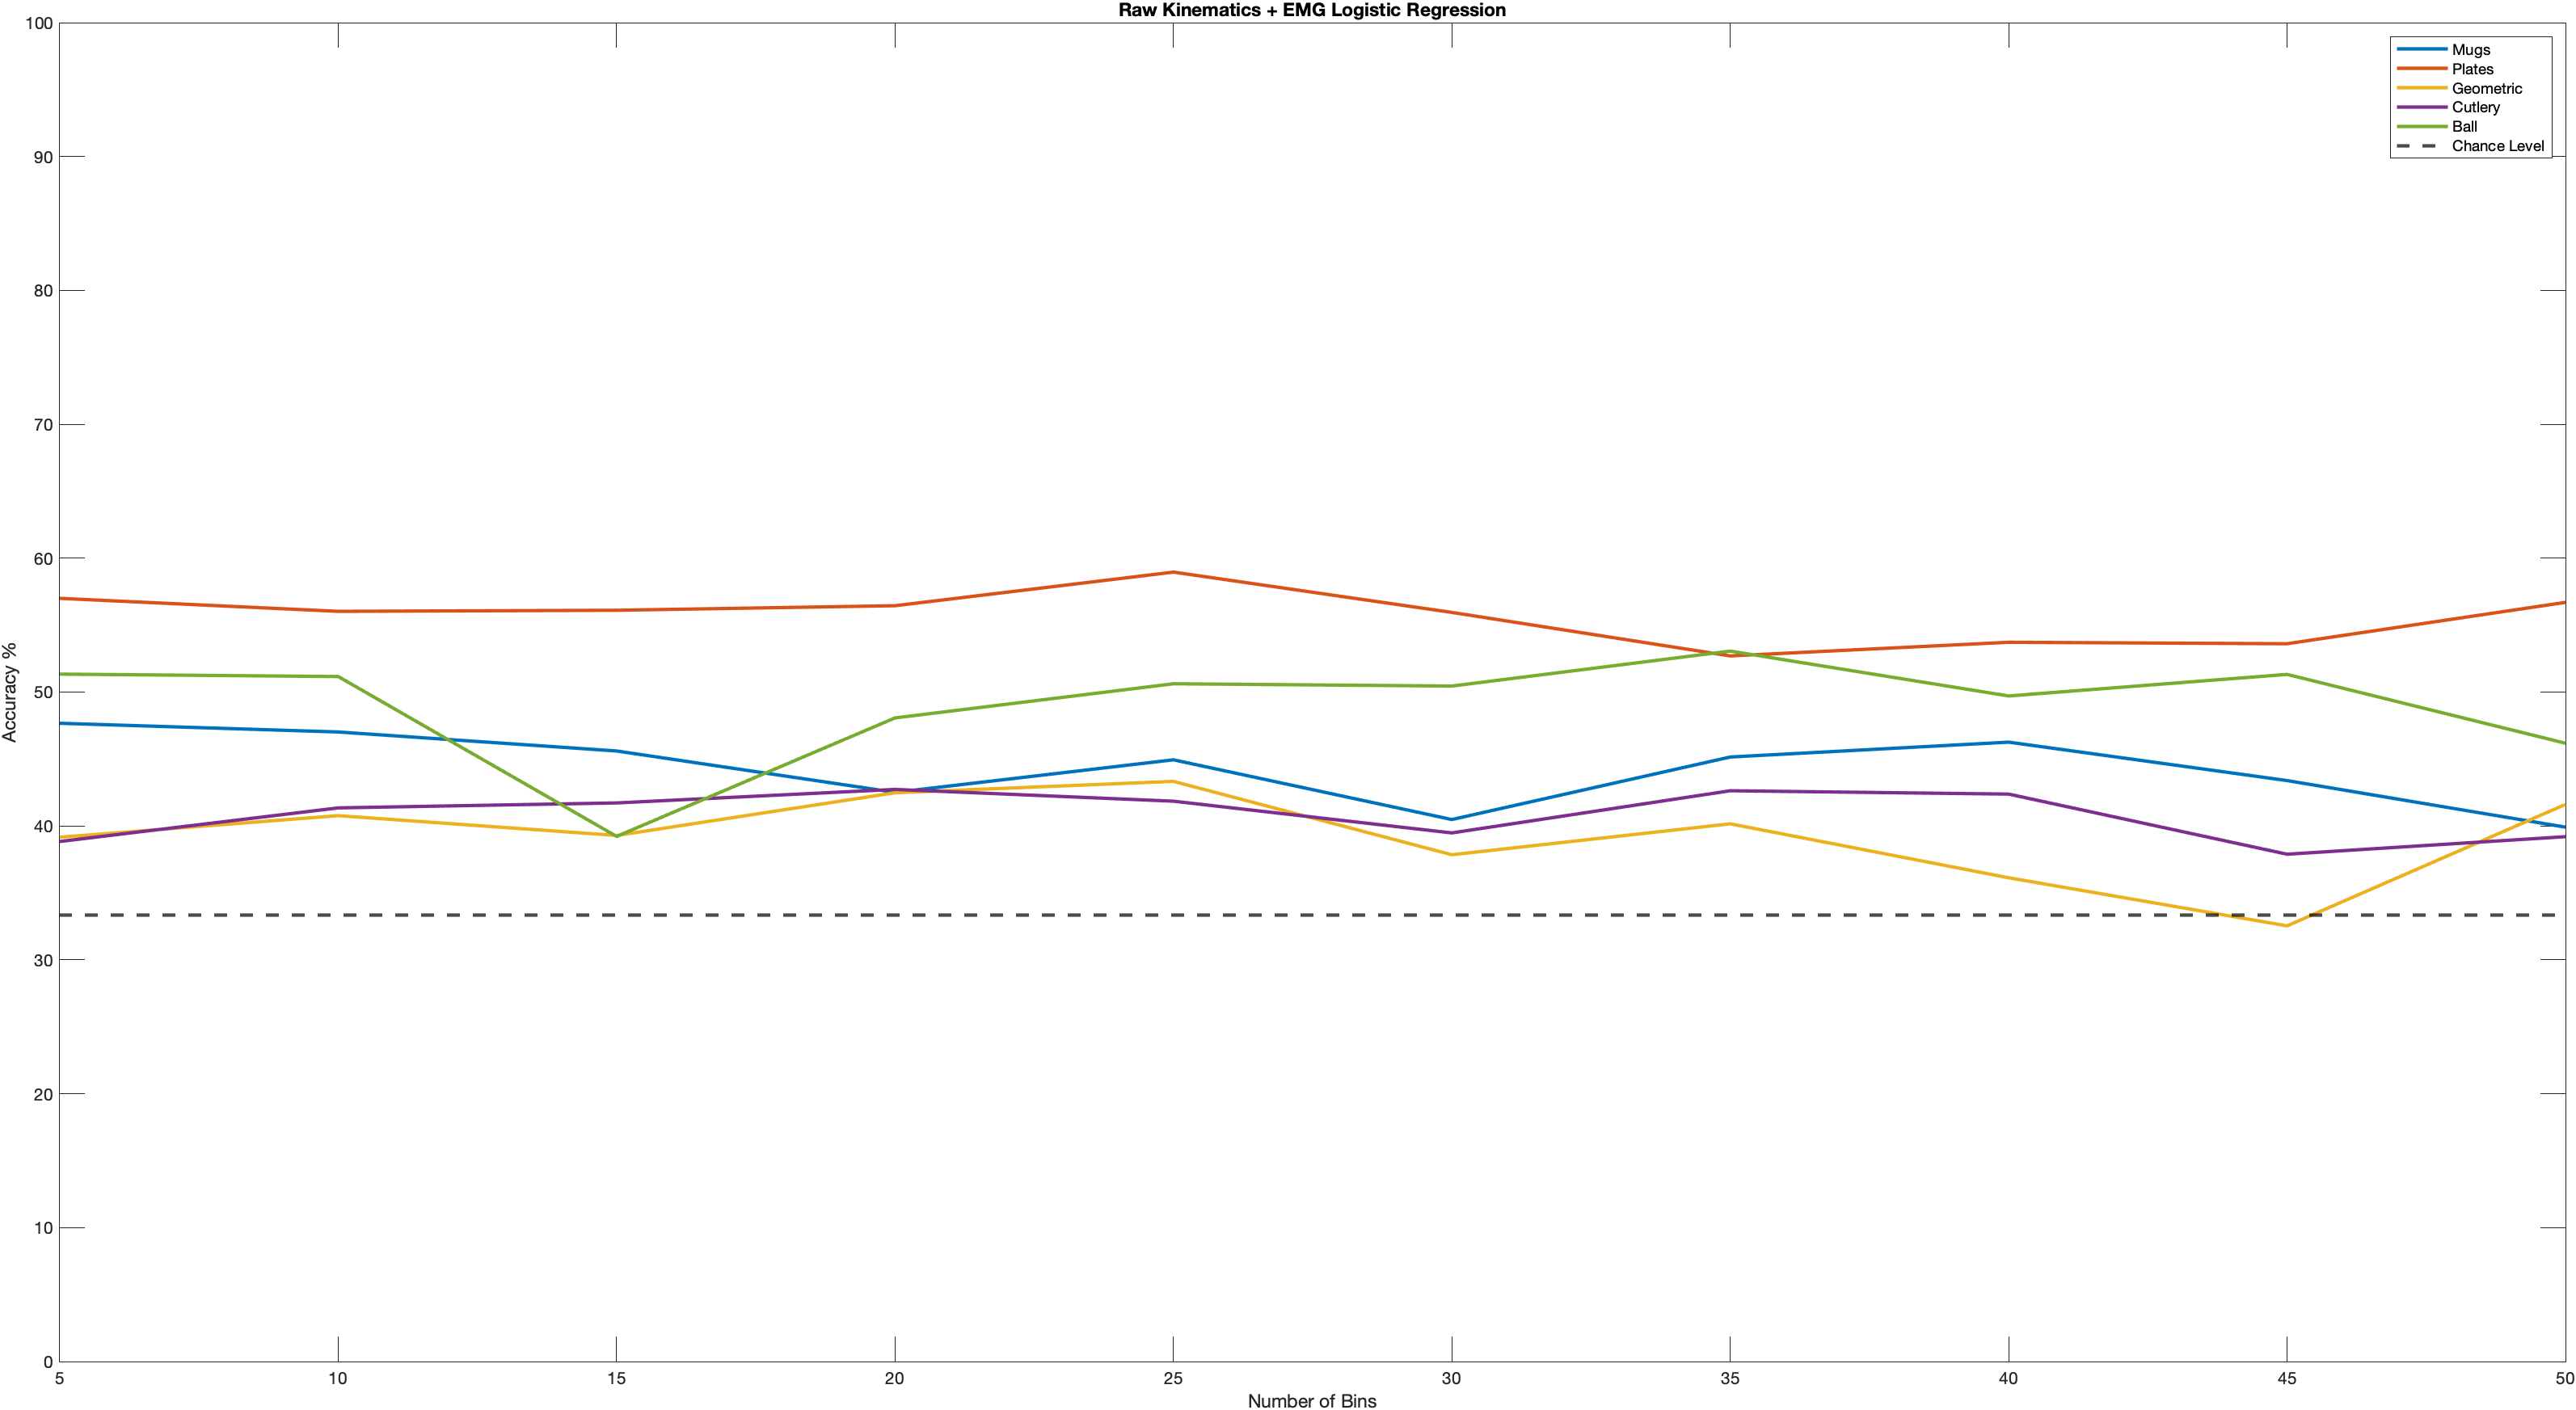 Raw Kinematics + EMG Logistic Regression
Mugs
Plates
Geometric
Cutlery
Ball
Chance Level
Accuracy %
100
90
80
70
60
50
40
30
20
10
0
5 10 15 20 25 30 35 40 45 50
Number of Bins